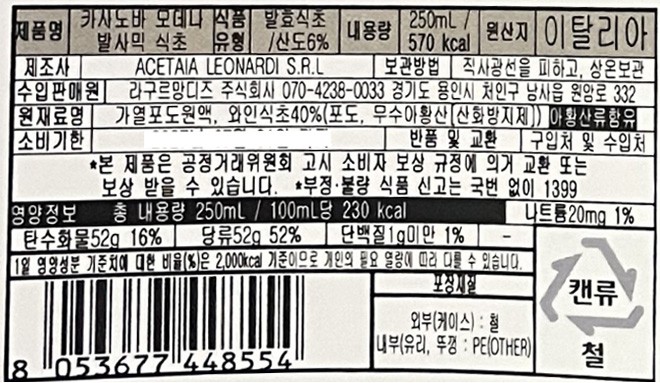 제품명 카사노바 모데나 발사믹 식초 식품유형 발효식초/산도6% 내용량 250mL / 570 kcal 원산지 이탈리아
제조사 ACETAIA LEONARDI S.R.L 보관방법 직사광선을 피하고, 상온보관
수입판매원 라구르망디즈 주식회사 070-4238-0033 경기도 용인시 처인구 남사읍 원암로 332
원재료명 가열포도원액, 와인식초40%(포도, 무수아황산[산화방지제]) 아황산류함유
소비기한 반품 및 교환 구입처 및 수입처
*본 제품은 공정거래위원회 고시 소비자 보상 규정에 의거 교환 또는
보상 받을 수 있습니다. *부정·불량 식품 신고는 국번 없이 1399
영양정보 총 내용량 250mL / 100mL당 230 kcal 나트륨20mg 1%
탄수화물52g 16% 당류52g 52% 단백질1g미만 1% -
1일 영양성분 기준치에 대한 비율(%)은 2,000kcal 기준이므로 개인의 필요 열량에 따라 다를 수 있습니다.
포장재질
외부(케이스) : 철
내부(유리, 뚜껑 : PE(OTHER)
캔류
철
8 053677 448554